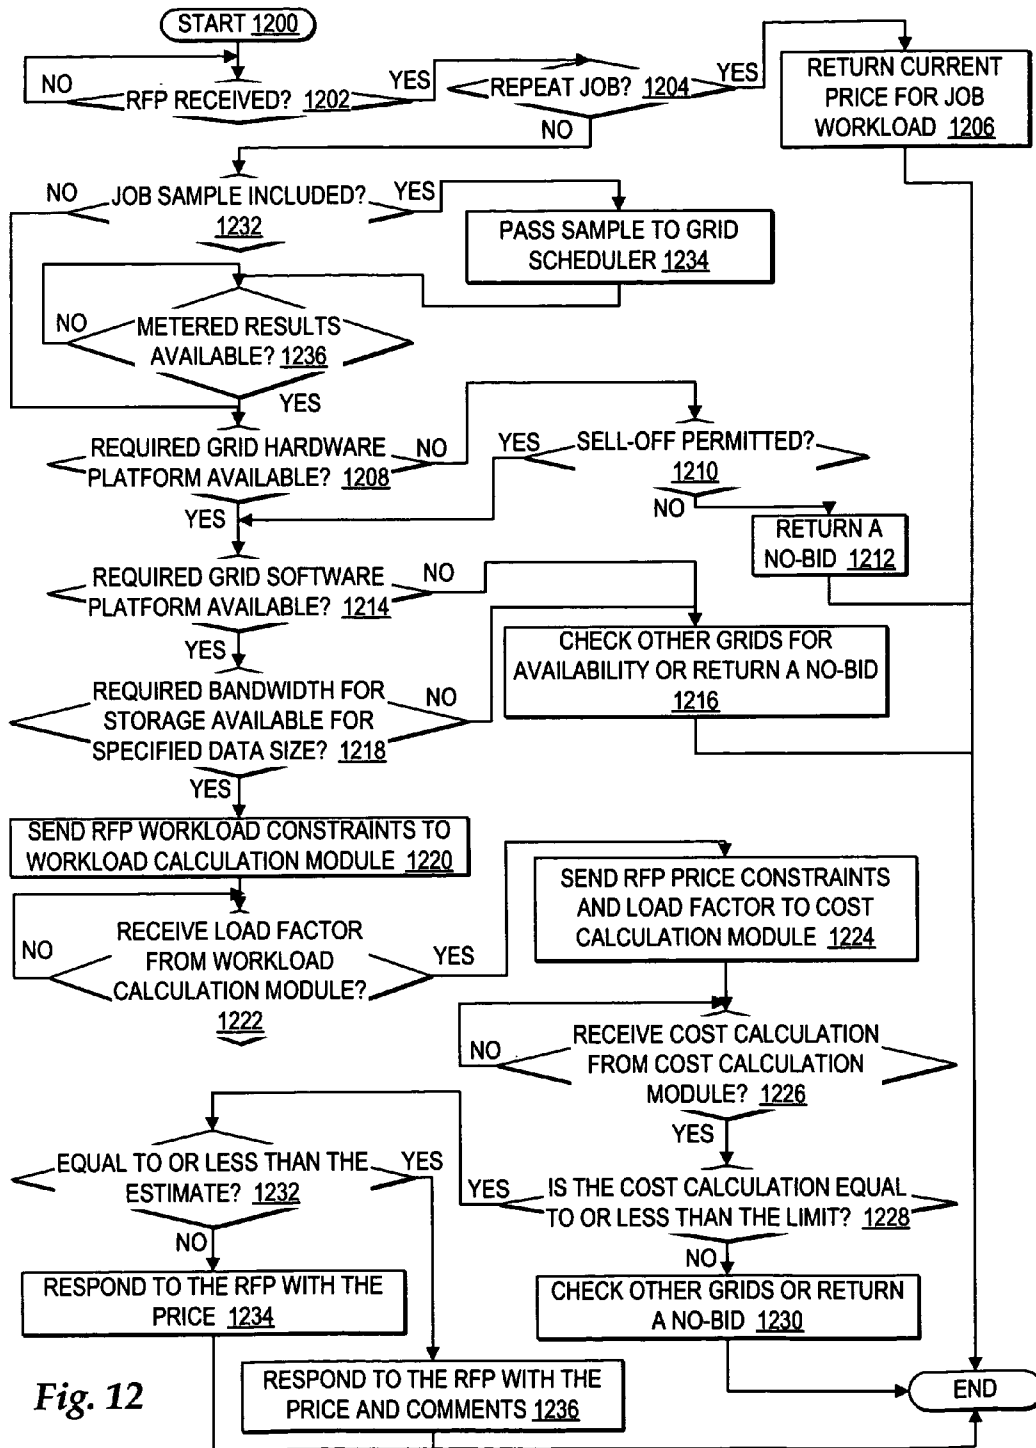 START 1200
NO
RFP RECEIVED? 1202
YES
REPEAT JOB? 1204
YES
NO
RETURN CURRENT
PRICE FOR JOB
WORKLOAD 1206
NO
JOB SAMPLE INCLUDED?
1232
YES
PASS SAMPLE TO GRID
SCHEDULER 1234
NO
METERED RESULTS
AVAILABLE? 1236
YES
REQUIRED GRID HARDWARE
PLATFORM AVAILABLE? 1208
NO
YES
YES
SELL-OFF PERMITTED?
1210
NO
RETURN A
NO-BID 1212
REQUIRED GRID SOFTWARE
PLATFORM AVAILABLE? 1214
NO
YES
CHECK OTHER GRIDS FOR
AVAILABILITY OR RETURN A NO-BID
1216
REQUIRED BANDWIDTH FOR
STORAGE AVAILABLE FOR
SPECIFIED DATA SIZE? 1218
NO
YES
SEND RFP WORKLOAD CONSTRAINTS TO
WORKLOAD CALCULATION MODULE 1220
NO
RECEIVE LOAD FACTOR
FROM WORKLOAD
CALCULATION MODULE?
1222
YES
SEND RFP PRICE CONSTRAINTS
AND LOAD FACTOR TO COST
CALCULATION MODULE 1224
NO
RECEIVE COST CALCULATION
FROM COST CALCULATION
MODULE? 1226
YES
IS THE COST CALCULATION EQUAL
TO OR LESS THAN THE LIMIT? 1228
YES
NO
CHECK OTHER GRIDS OR RETURN
A NO-BID 1230
EQUAL TO OR LESS THAN THE
ESTIMATE? 1232
YES
NO
RESPOND TO THE RFP WITH THE
PRICE 1234
RESPOND TO THE RFP WITH THE
PRICE AND COMMENTS 1236
END
Fig. 12